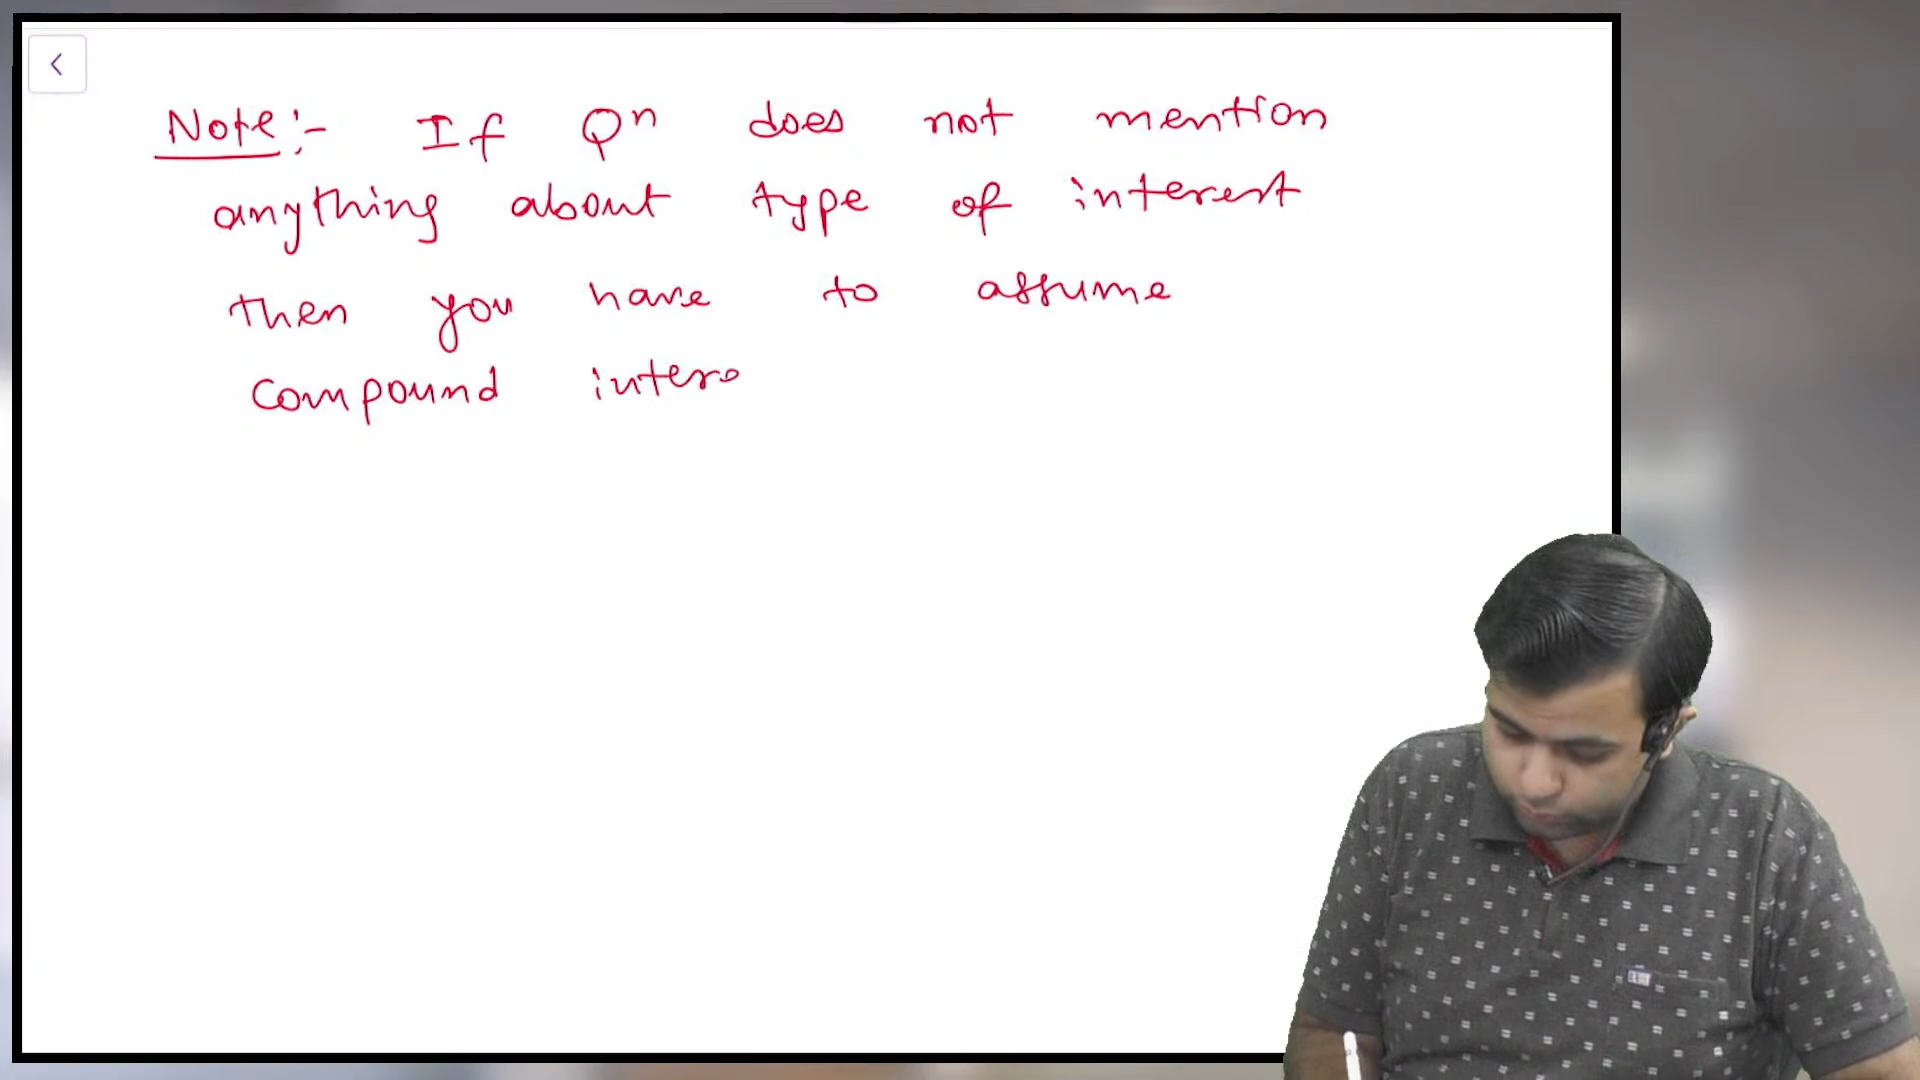 Note:- If Qn does not mention
anything about type of interest
then you have to assume
compound intere